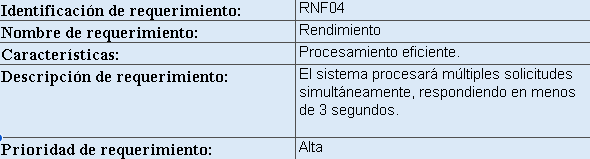 Identificación de requerimiento: RNF04
Nombre de requerimiento: Rendimiento
Características: Procesamiento eficiente.
Descripción de requerimiento: El sistema procesará múltiples solicitudes
simultáneamente, respondiendo en menos
de 3 segundos.
Prioridad de requerimiento: Alta